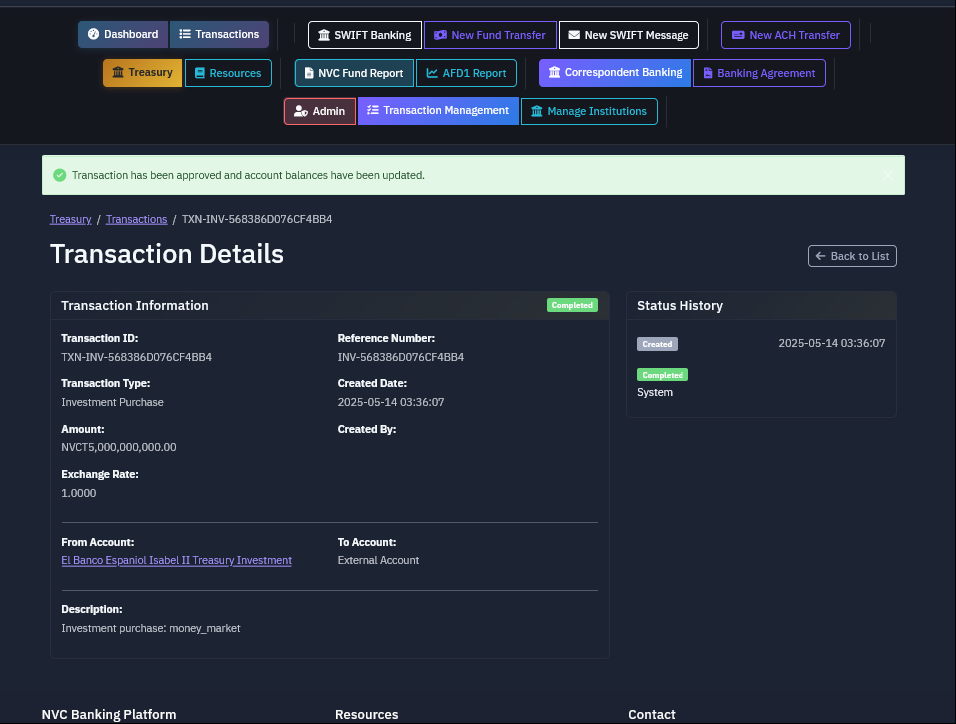 Dashboard Transactions SWIFT Banking New Fund Transfer New SWIFT Message New ACH Transfer
Treasury Resources NVC Fund Report AFD1 Report Correspondent Banking Banking Agreement
Admin Transaction Management Manage Institutions
Transaction has been approved and account balances have been updated.
Treasury / Transactions / TXN-INV-568386D076CF4BB4
Transaction Details
Back to List
Transaction Information Completed
Transaction ID: Reference Number:
TXN-INV-568386D076CF4BB4 INV-568386D076CF4BB4
Transaction Type: Created Date:
Investment Purchase 2025-05-14 03:36:07
Amount: Created By:
NVCT5,000,000,000.00
Exchange Rate:
1.0000
From Account: To Account:
El Banco Espaniol Isabel II Treasury Investment External Account
Description:
Investment purchase: money_market
Status History
Created 2025-05-14 03:36:07
Completed
System
NVC Banking Platform Resources Contact